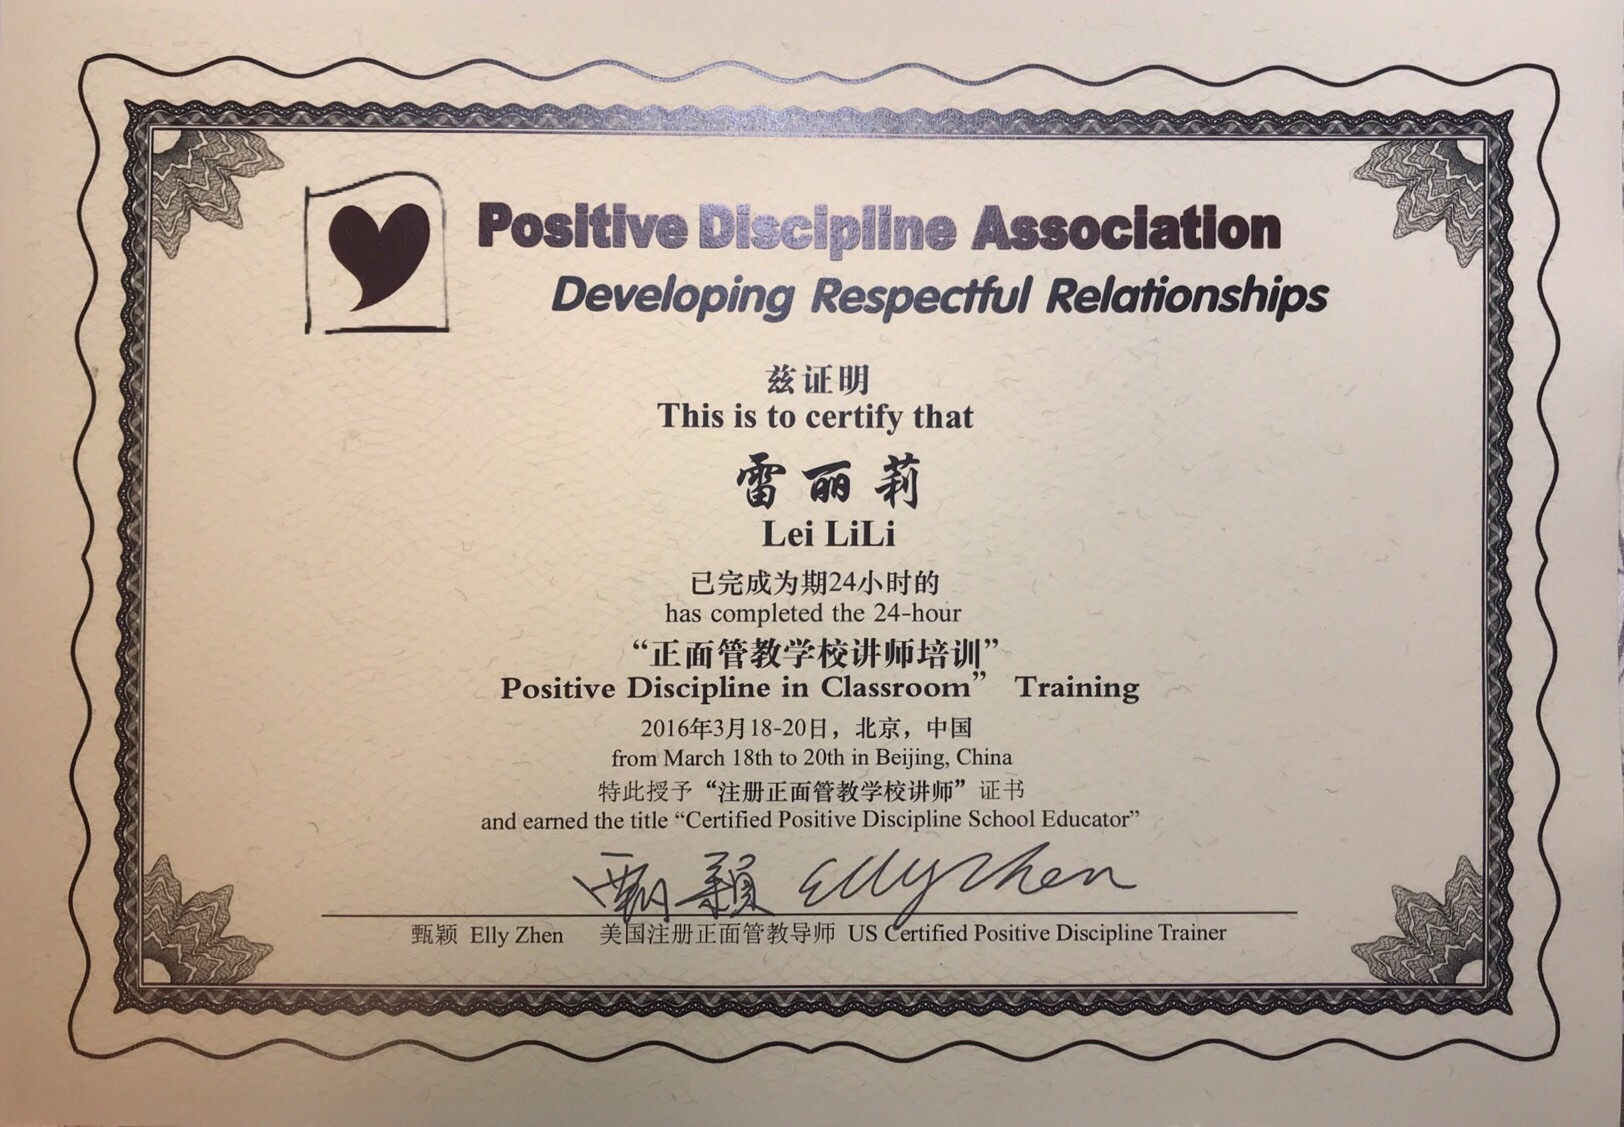 Positive Discipline Association
Developing Respectful Relationships
兹证明
This is to certify that
雷丽莉
Lei LiLi
已完成为期24小时的
has completed the 24-hour
“正面管教学校讲师培训”
Positive Discipline in Classroom” Training
2016年3月18-20日，北京，中国
from March 18th to 20th in Beijing, China
特此授予“注册正面管教学校讲师”证书
and earned the title “Certified Positive Discipline School Educator”
甄颖 Elly Zhen
甄颖 Elly Zhen 美国注册正面管教导师 US Certified Positive Discipline Trainer